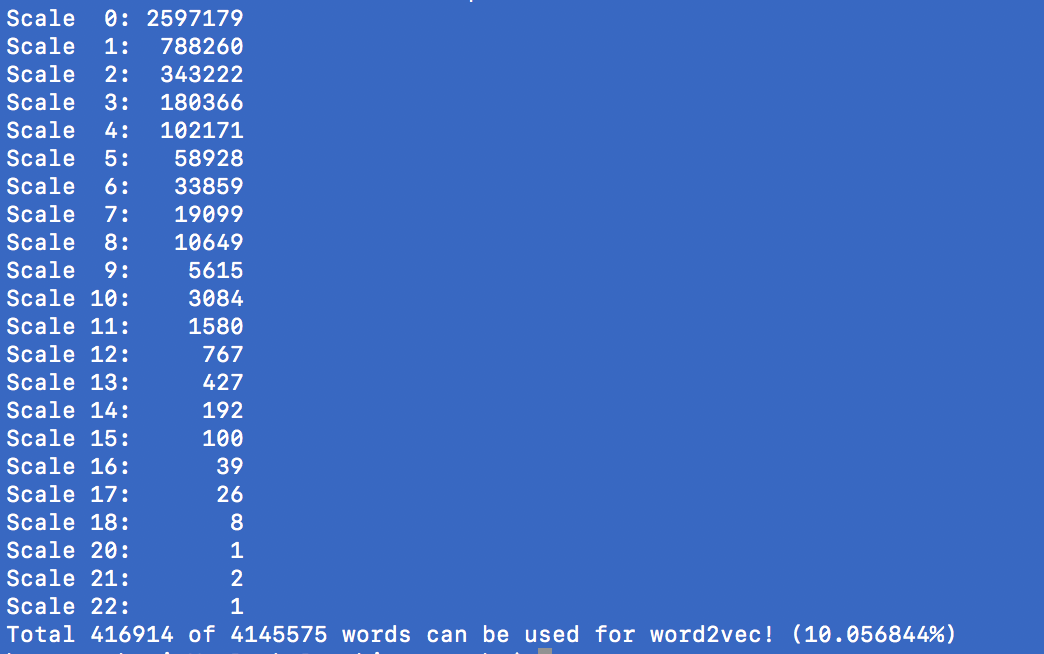 Scale  0: 2597179
Scale  1:  788260
Scale  2:  343222
Scale  3:  180366
Scale  4:  102171
Scale  5:   58928
Scale  6:   33859
Scale  7:   19099
Scale  8:   10649
Scale  9:    5615
Scale 10:    3084
Scale 11:    1580
Scale 12:     767
Scale 13:     427
Scale 14:     192
Scale 15:     100
Scale 16:      39
Scale 17:      26
Scale 18:       8
Scale 20:       1
Scale 21:       2
Scale 22:       1
Total 416914 of 4145575 words can be used for word2vec! (10.056844%)